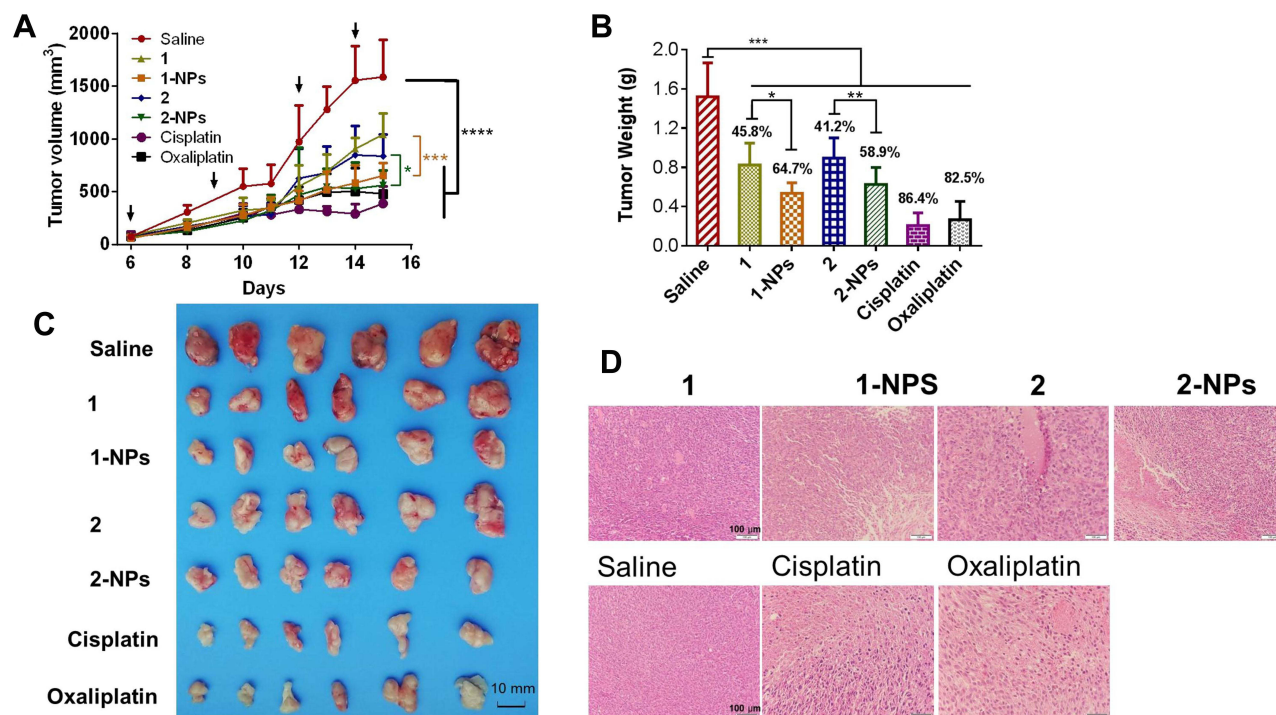 A
Tumor volume (mm³)
2000
1500
1000
500
0
6
8
10
12
14
16
Days
Saline
1
1-NPs
2
2-NPs
Cisplatin
Oxaliplatin
****
***
*
B
Tumor Weight (g)
2.0
1.6
1.2
0.8
0.4
0.0
***
*
**
45.8%
64.7%
41.2%
58.9%
86.4%
82.5%
Saline
1
1-NPs
2
2-NPs
Cisplatin
Oxaliplatin
C
Saline
1
1-NPs
2
2-NPs
Cisplatin
Oxaliplatin
10 mm
D
1
1-NPS
2
2-NPs
100 µm
Saline
Cisplatin
Oxaliplatin
100 µm